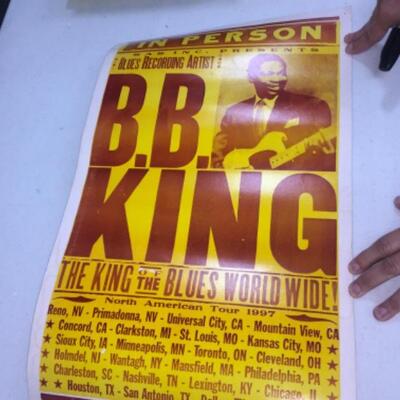 IN PERSON
INC. PRESENTS
BLUES RECORDING ARTIST
B.B.
KING
THE KING OF THE BLUES WORLD WIDE!
North American Tour 1997
Reno, NV - Primadonna, NV - Universal City, CA - Mountain View, CA
★ Concord, CA - Clarkston, MI - St. Louis, MO - Kansas City, MO ★
★ Sioux City, IA - Minneapolis, MN - Toronto, ON - Cleveland, OH ★
Holmdel, NJ - Wantagh, NY - Mansfield, MA - Philadelphia, PA
Charleston, SC - Nashville, TN - Lexington, KY - Chicago, IL
★ Houston, TX - San Antonio, TX